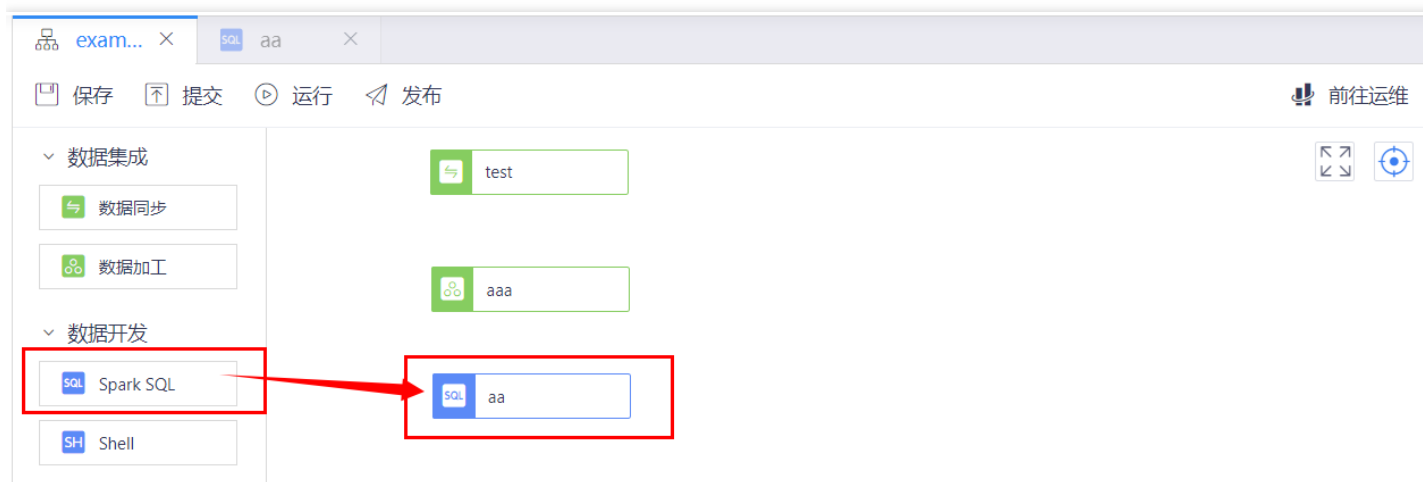 exam... aa
保存 提交 运行 发布 前往运维
数据集成
数据同步
数据加工
数据开发
SQL Spark SQL
SH Shell
test
aaa
SQL aa